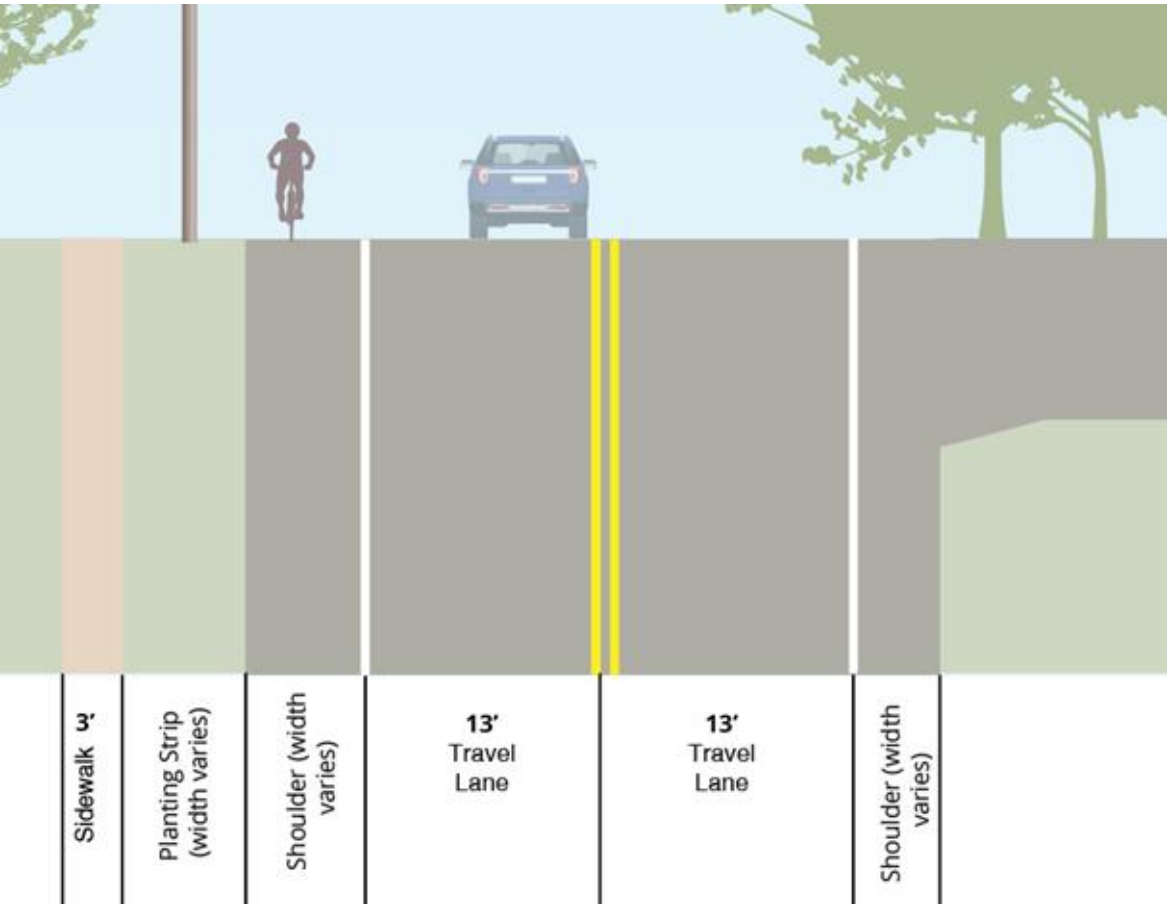 3’
Sidewalk
Planting Strip
(width varies)
Shoulder (width
varies)
13’
Travel
Lane
13’
Travel
Lane
Shoulder (width
varies)